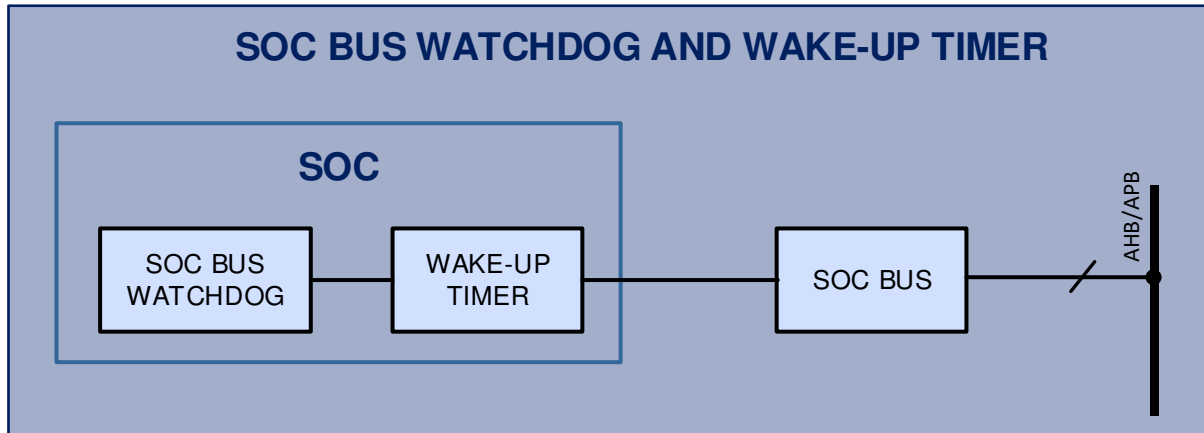 SOC BUS WATCHDOG AND WAKE-UP TIMER
SOC
SOC BUS
WATCHDOG
WAKE-UP
TIMER
SOC BUS
AHB/APB